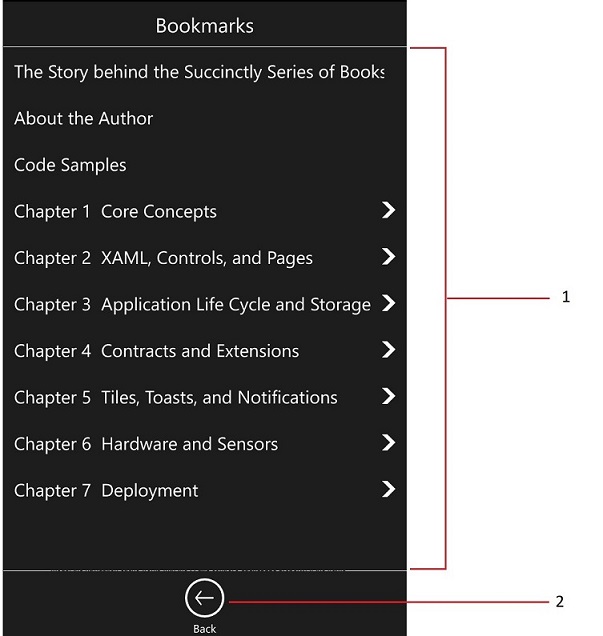 Bookmarks
The Story behind the Succinctly Series of Books
About the Author
Code Samples
Chapter 1 Core Concepts
Chapter 2 XAML, Controls, and Pages
Chapter 3 Application Life Cycle and Storage
1
Chapter 4 Contracts and Extensions
Chapter 5 Tiles, Toasts, and Notifications
Chapter 6 Hardware and Sensors
Chapter 7 Deployment
2
Back